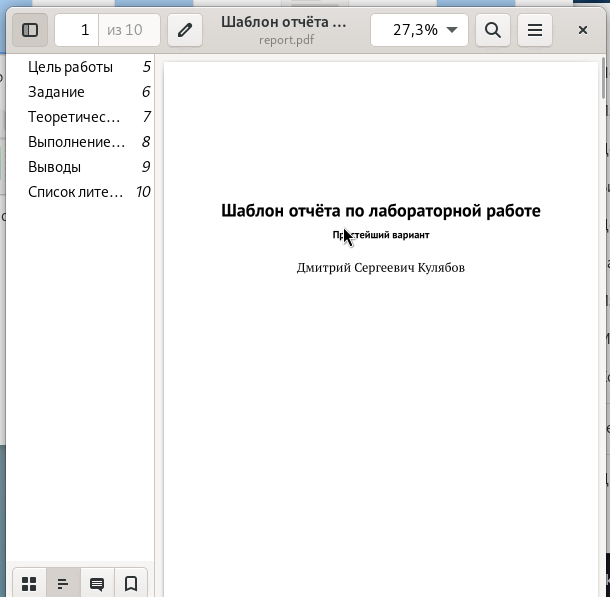 1 из 10
Шаблон отчёта ...
report.pdf
27,3%
Цель работы 5
Задание 6
Теоретичес... 7
Выполнение... 8
Выводы 9
Список лите... 10
Шаблон отчёта по лабораторной работе
Простейший вариант
Дмитрий Сергеевич Кулябов